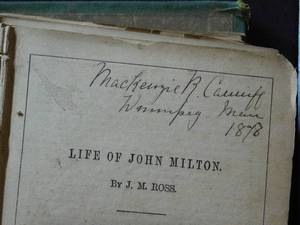 Mackenzie R. Cauniff
Winnipeg Man
1878
LIFE OF JOHN MILTON.
BY J. M. ROSS.